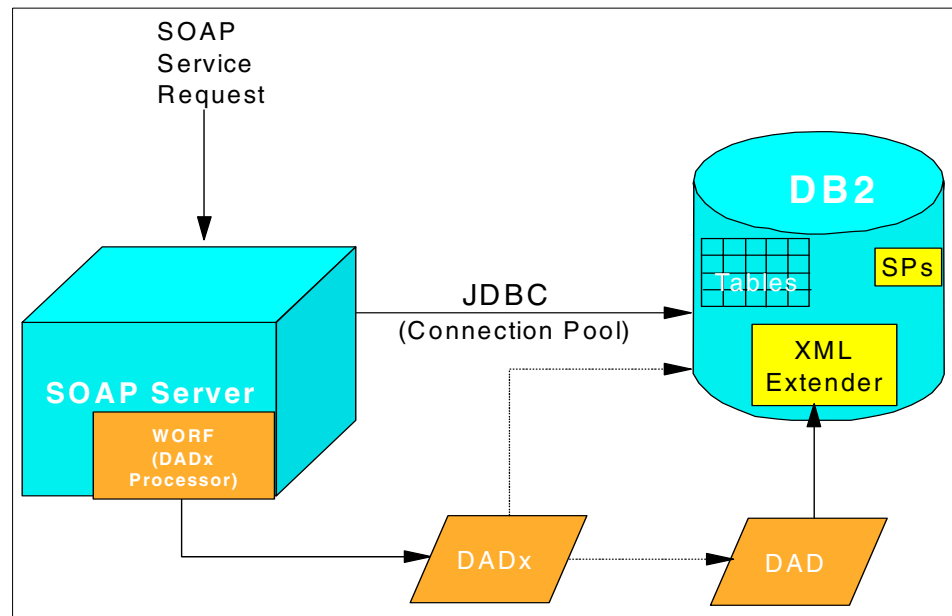 SOAP
Service
Request
DB2
Tables
SPs
JDBC
(Connection Pool)
XML
Extender
SOAP Server
WORF
(DADx
Processor)
DADx
DAD